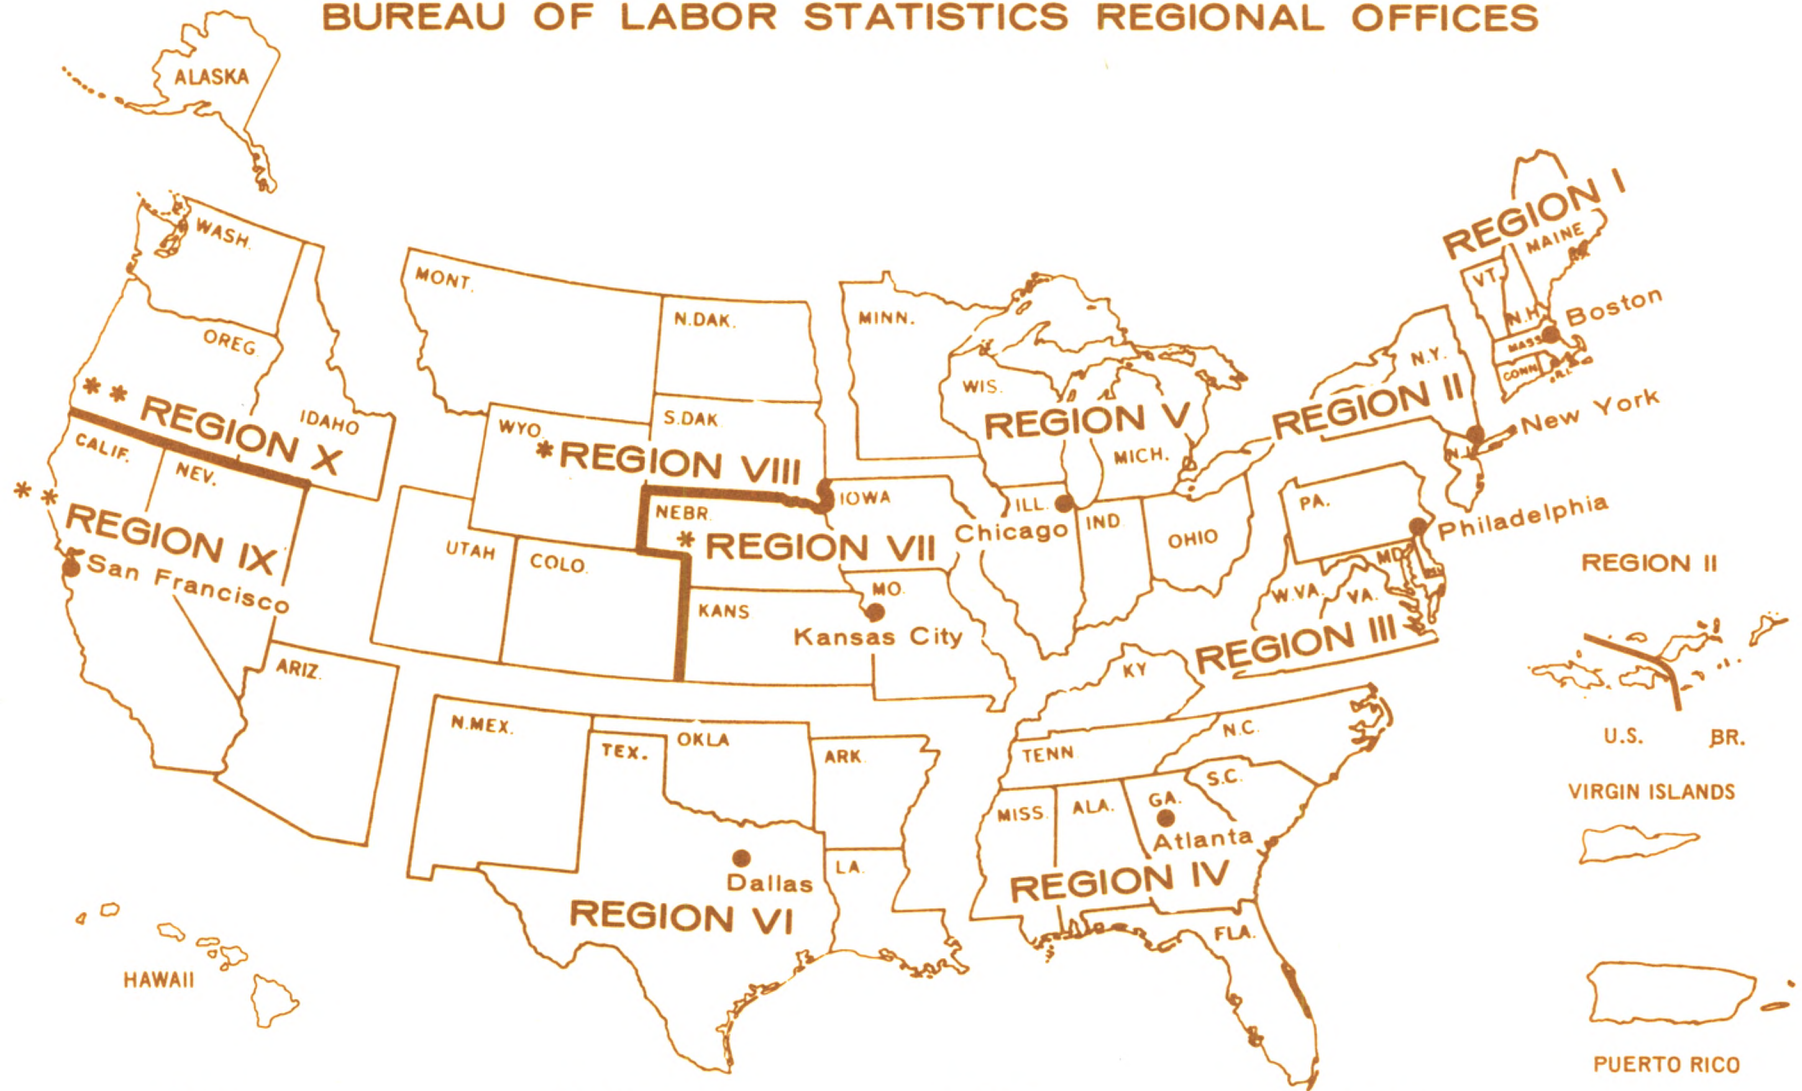 BUREAU OF LABOR STATISTICS REGIONAL OFFICES
ALASKA
REGION I
MAINE
WASH.
VT.
MONT.
N.H.
Boston
N.DAK.
MINN.
MASS
OREG.
N.Y.
CONN
R.I.
WIS.
REGION II
New York
** REGION X
IDAHO
WYO.
S.DAK.
REGION V
CALIF.
NEV.
*REGION VIII
MICH.
N.J.
** REGION IX
NEBR.
IOWA
ILL.
PA.
Philadelphia
* REGION VII
Chicago
IND.
OHIO
San Francisco
UTAH
COLO.
MD.
DEL.
REGION II
KANS
MO.
W.VA.
VA.
Kansas City
REGION III
ARIZ.
KY
U.S.
BR.
VIRGIN ISLANDS
N.MEX.
TEX.
OKLA
ARK.
TENN
N.C.
S.C.
MISS.
ALA.
GA.
Atlanta
Dallas
LA.
REGION IV
REGION VI
FLA.
HAWAII
PUERTO RICO